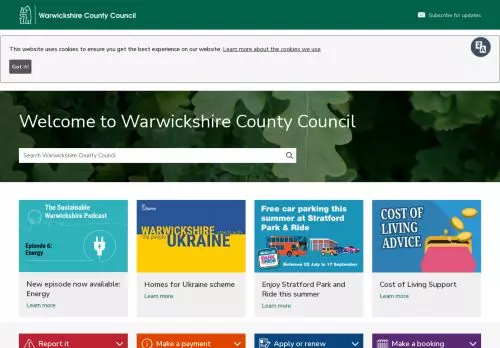 Warwickshire County Council
Subscribe for updates
This website uses cookies to ensure you get the best experience on our website. Learn more about the cookies we use
Got it!
Welcome to Warwickshire County Council
Search Warwickshire County Council
The Sustainable
Warwickshire Podcast
Episode 6:
Energy
WARWICKSHIRE
UKRAINE
Free car parking
this summer at Stratford
Park & Ride
Between 22 July to 17 September
COST OF
LIVING
ADVICE
New episode now available:
Energy
Learn more
Homes for Ukraine scheme
Learn more
Enjoy Stratford Park and
Ride this summer
Learn more
Cost of Living Support
Learn more
Report it
Make a payment
Apply or renew
Make a booking